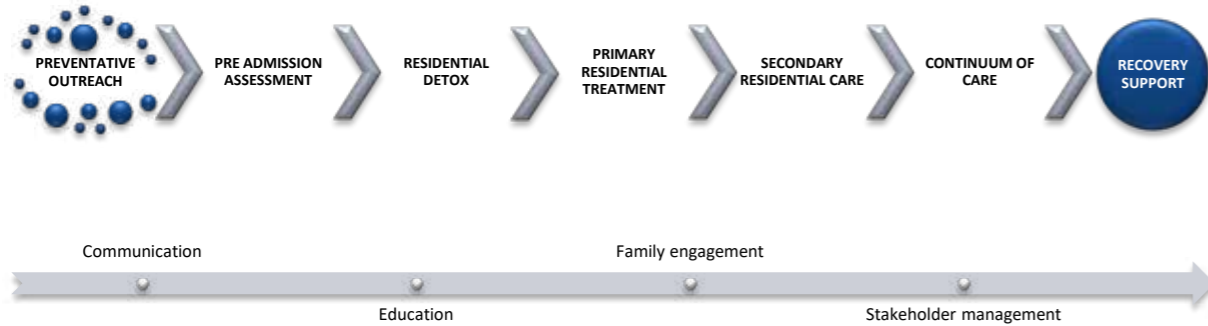 PREVENTATIVE
OUTREACH
PRE ADMISSION
ASSESSMENT
RESIDENTIAL
DETOX
PRIMARY
RESIDENTIAL
TREATMENT
SECONDARY
RESIDENTIAL CARE
CONTINUUM OF
CARE
RECOVERY
SUPPORT
Communication
Education
Family engagement
Stakeholder management